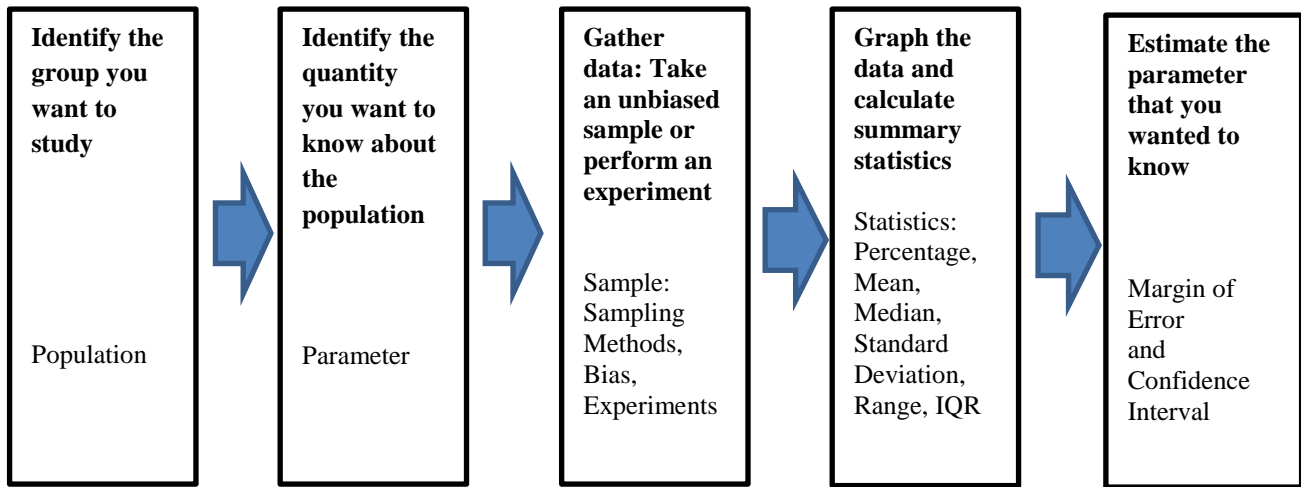 Identify the
group you
want to
study
Population
Identify the
quantity
you want to
know about
the
population
Parameter
Gather
data: Take
an unbiased
sample or
perform an
experiment
Sample:
Sampling
Methods,
Bias,
Experiments
Graph the
data and
calculate
summary
statistics
Statistics:
Percentage,
Mean,
Median,
Standard
Deviation,
Range, IQR
Estimate the
parameter
that you
wanted to
know
Margin of
Error
and
Confidence
Interval